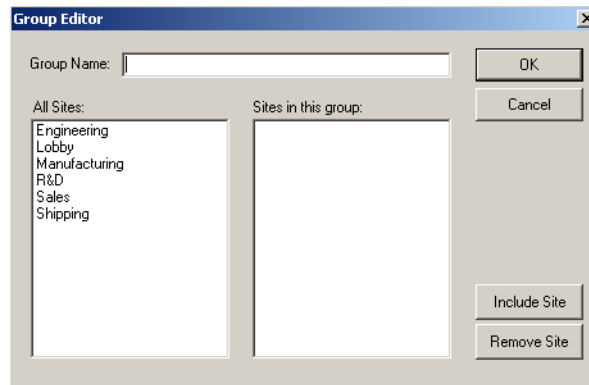 Group Editor
Group Name:
OK
Cancel
All Sites:
Sites in this group:
Engineering
Lobby
Manufacturing
R&D
Sales
Shipping
Include Site
Remove Site